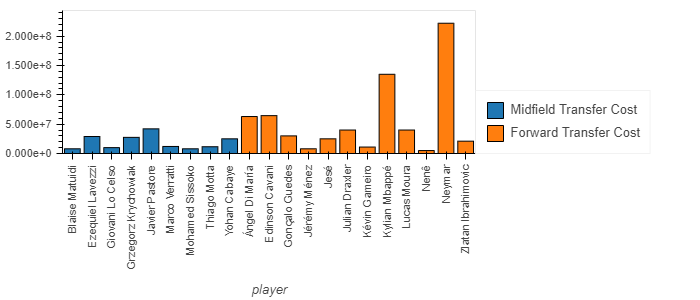 2.000e+8
1.500e+8
1.000e+8
5.000e+7
0.000e+0
Midfield Transfer Cost
Forward Transfer Cost
Blaise Matuidi
Ezequiel Lavezzi
Giovani Lo Celso
Grzegorz Krychowiak
Javier Pastore
Marco Verratti
Mohamed Sissoko
Thiago Motta
Yohan Cabaye
Ángel Di María
Edinson Cavani
Gonçalo Guedes
Jérémy Ménez
Jesé
Julian Draxler
Kévin Gameiro
Kylian Mbappé
Lucas Moura
Nenê
Neymar
Zlatan Ibrahimovic
player